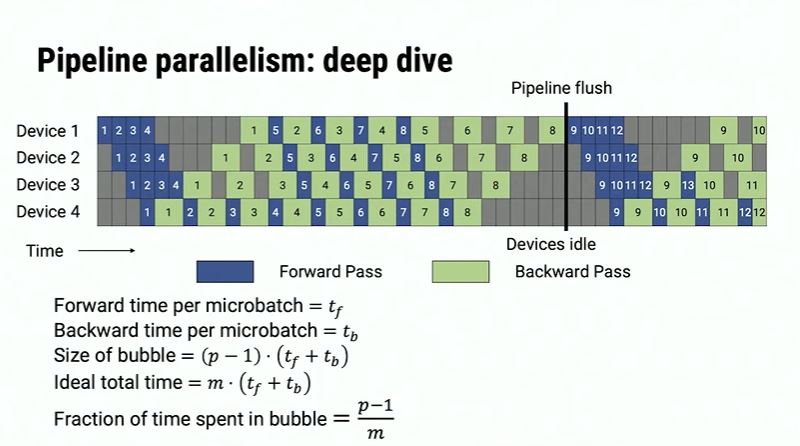 Pipeline parallelism: deep dive
Pipeline flush
Device 1 1 2 3 4 1 5 2 6 3 7 4 8 5 6 7 8 9 10 11 12 9 10
Device 2 1 2 3 4 1 2 5 3 6 4 7 5 8 6 7 8 9 10 11 12 9 10
Device 3 1 2 3 4 1 2 3 5 4 6 5 7 6 8 7 8 9 10 11 12 9 13 10 11
Device 4 1 1 2 2 3 3 4 4 5 5 6 6 7 7 8 8 9 9 10 10 11 11 12 12
Time
Devices idle
Forward Pass
Backward Pass
Forward time per microbatch = t_f
Backward time per microbatch = t_b
Size of bubble = (p − 1) · (t_f + t_b)
Ideal total time = m · (t_f + t_b)
Fraction of time spent in bubble = p−1/m